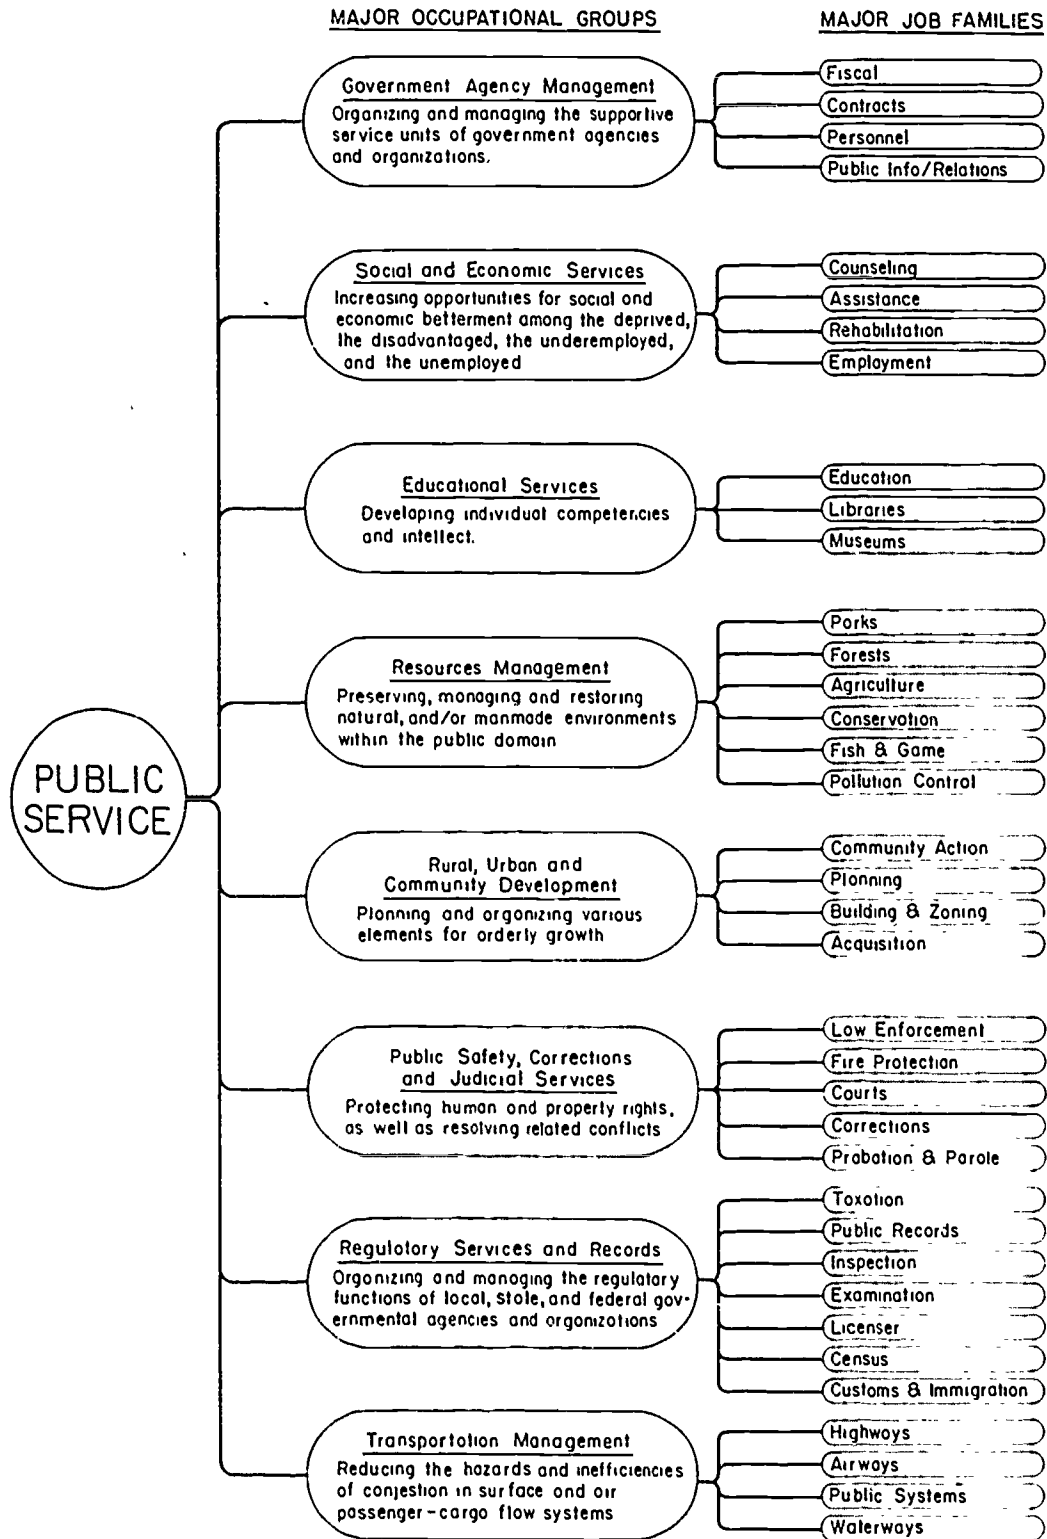 MAJOR OCCUPATIONAL GROUPS
MAJOR JOB FAMILIES
PUBLIC
SERVICE
Government Agency Management
Organizing and managing the supportive
service units of government agencies
and organizations.
Fiscal
Contracts
Personnel
Public Info/Relations
Social and Economic Services
Increasing opportunities for social and
economic betterment among the deprived,
the disadvantaged, the underemployed,
and the unemployed
Counseling
Assistance
Rehabilitation
Employment
Educational Services
Developing individual competencies
and intellect.
Education
Libraries
Museums
Resources Management
Preserving, managing and restoring
natural, and/or manmade environments
within the public domain
Parks
Forests
Agriculture
Conservation
Fish & Game
Pollution Control
Rural, Urban and
Community Development
Planning and organizing various
elements for orderly growth
Community Action
Planning
Building & Zoning
Acquisition
Public Safety, Corrections
and Judicial Services
Protecting human and property rights,
as well as resolving related conflicts
Law Enforcement
Fire Protection
Courts
Corrections
Probation & Parole
Regulatory Services and Records
Organizing and managing the regulatory
functions of local, state, and federal gov-
ernmental agencies and organizations
Taxation
Public Records
Inspection
Examination
Licenser
Census
Customs & Immigration
Transportation Management
Reducing the hazards and inefficiencies
of conjestion in surface and air
passenger-cargo flow systems
Highways
Airways
Public Systems
Waterways